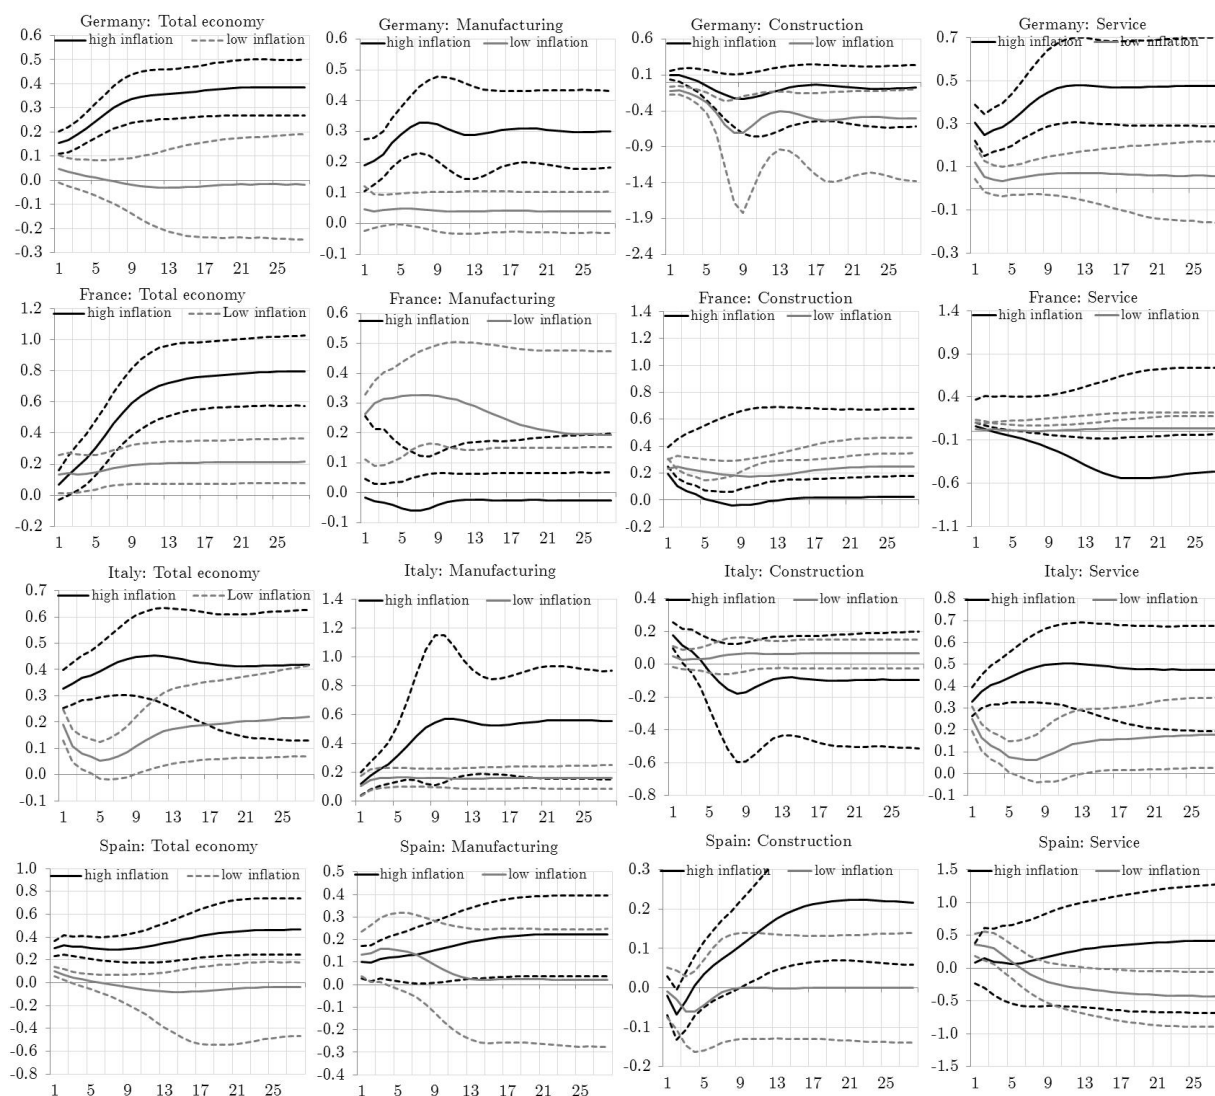 Germany: Total economy
high inflation low inflation
0.6
0.5
0.4
0.3
0.2
0.1
0.0
-0.1
-0.2
-0.3
1 5 9 13 17 21 25
Germany: Manufacturing
high inflation low inflation
0.6
0.5
0.4
0.3
0.2
0.1
0.0
-0.1
1 5 9 13 17 21 25
Germany: Construction
high inflation low inflation
0.6
0.1
-0.4
-0.9
-1.4
-1.9
-2.4
1 5 9 13 17 21 25
Germany: Service
high inflation low inflation
0.7
0.5
0.3
0.1
-0.1
-0.3
1 5 9 13 17 21 25
France: Total economy
high inflation Low inflation
1.2
1.0
0.8
0.6
0.4
0.2
0.0
-0.2
1 5 9 13 17 21 25
France: Manufacturing
high inflation low inflation
0.6
0.5
0.4
0.3
0.2
0.1
0.0
-0.1
1 5 9 13 17 21 25
France: Construction
high inflation low inflation
1.4
1.2
1.0
0.8
0.6
0.4
0.2
0.0
-0.2
1 5 9 13 17 21 25
France: Service
high inflation low inflation
1.4
0.9
0.4
-0.1
-0.6
-1.1
1 5 9 13 17 21 25
Italy: Total economy
high inflation Low inflation
0.7
0.6
0.5
0.4
0.3
0.2
0.1
0.0
-0.1
1 5 9 13 17 21 25
Italy: Manufacturing
high inflation low inflation
1.4
1.2
1.0
0.8
0.6
0.4
0.2
0.0
1 5 9 13 17 21 25
Italy: Construction
high inflation low inflation
0.4
0.2
0.0
-0.2
-0.4
-0.6
-0.8
1 5 9 13 17 21 25
Italy: Service
high inflation low inflation
0.8
0.7
0.6
0.5
0.4
0.3
0.2
0.1
0.0
-0.1
1 5 9 13 17 21 25
Spain: Total economy
high inflation low inflation
1.0
0.8
0.6
0.4
0.2
0.0
-0.2
-0.4
-0.6
-0.8
1 5 9 13 17 21 25
Spain: Manufacturing
high inflation low inflation
0.5
0.4
0.3
0.2
0.1
0.0
-0.1
-0.2
-0.3
-0.4
1 5 9 13 17 21 25
Spain: Construction
high inflation low inflation
0.3
0.2
0.1
0.0
-0.1
-0.2
1 5 9 13 17 21 25
Spain: Service
high inflation low inflation
1.5
1.0
0.5
0.0
-0.5
-1.0
-1.5
1 5 9 13 17 21 25